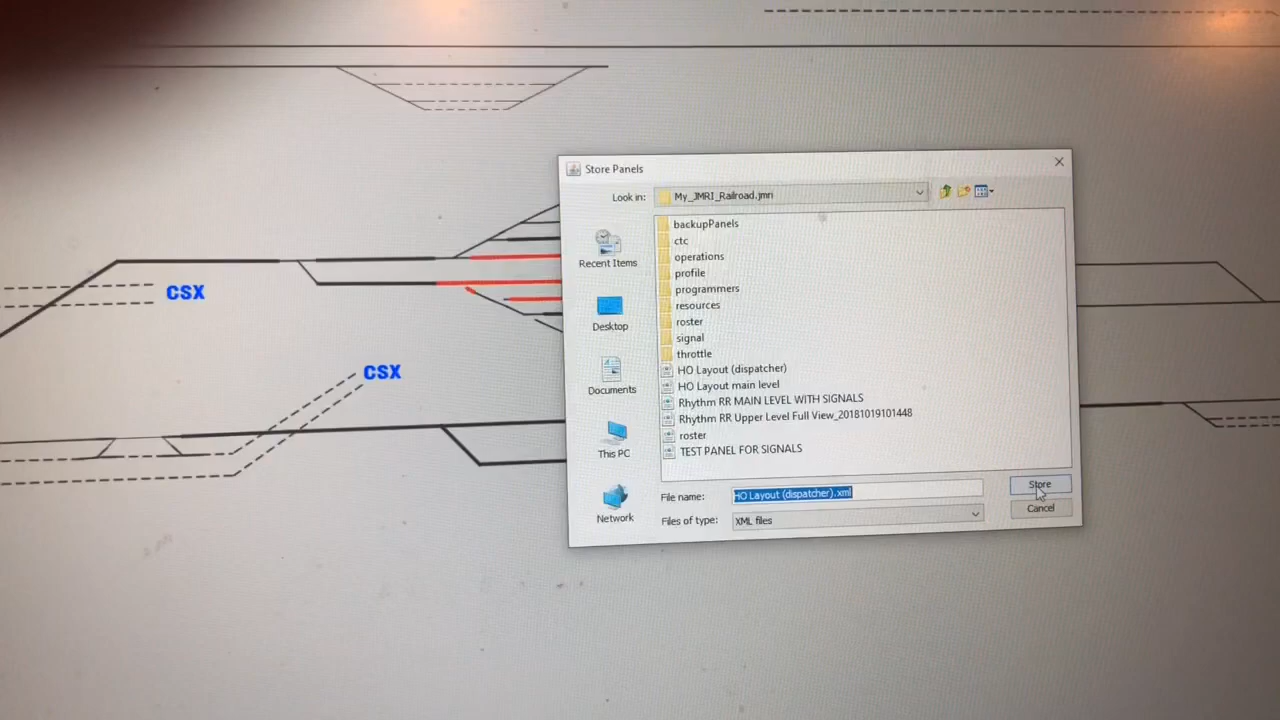 Store Panels
Look in: My_JMRI_Railroad.jmri
backupPanels
ctc
operations
profile
programmers
resources
roster
signal
throttle
HO Layout (dispatcher)
HO Layout main level
Rhythm RR MAIN LEVEL WITH SIGNALS
Rhythm RR Upper Level Full View_20181019101448
roster
TEST PANEL FOR SIGNALS
Recent Items
Desktop
Documents
This PC
Network
File name: HO Layout (dispatcher).xml
Store
Files of type: XML files
Cancel
CSX
CSX